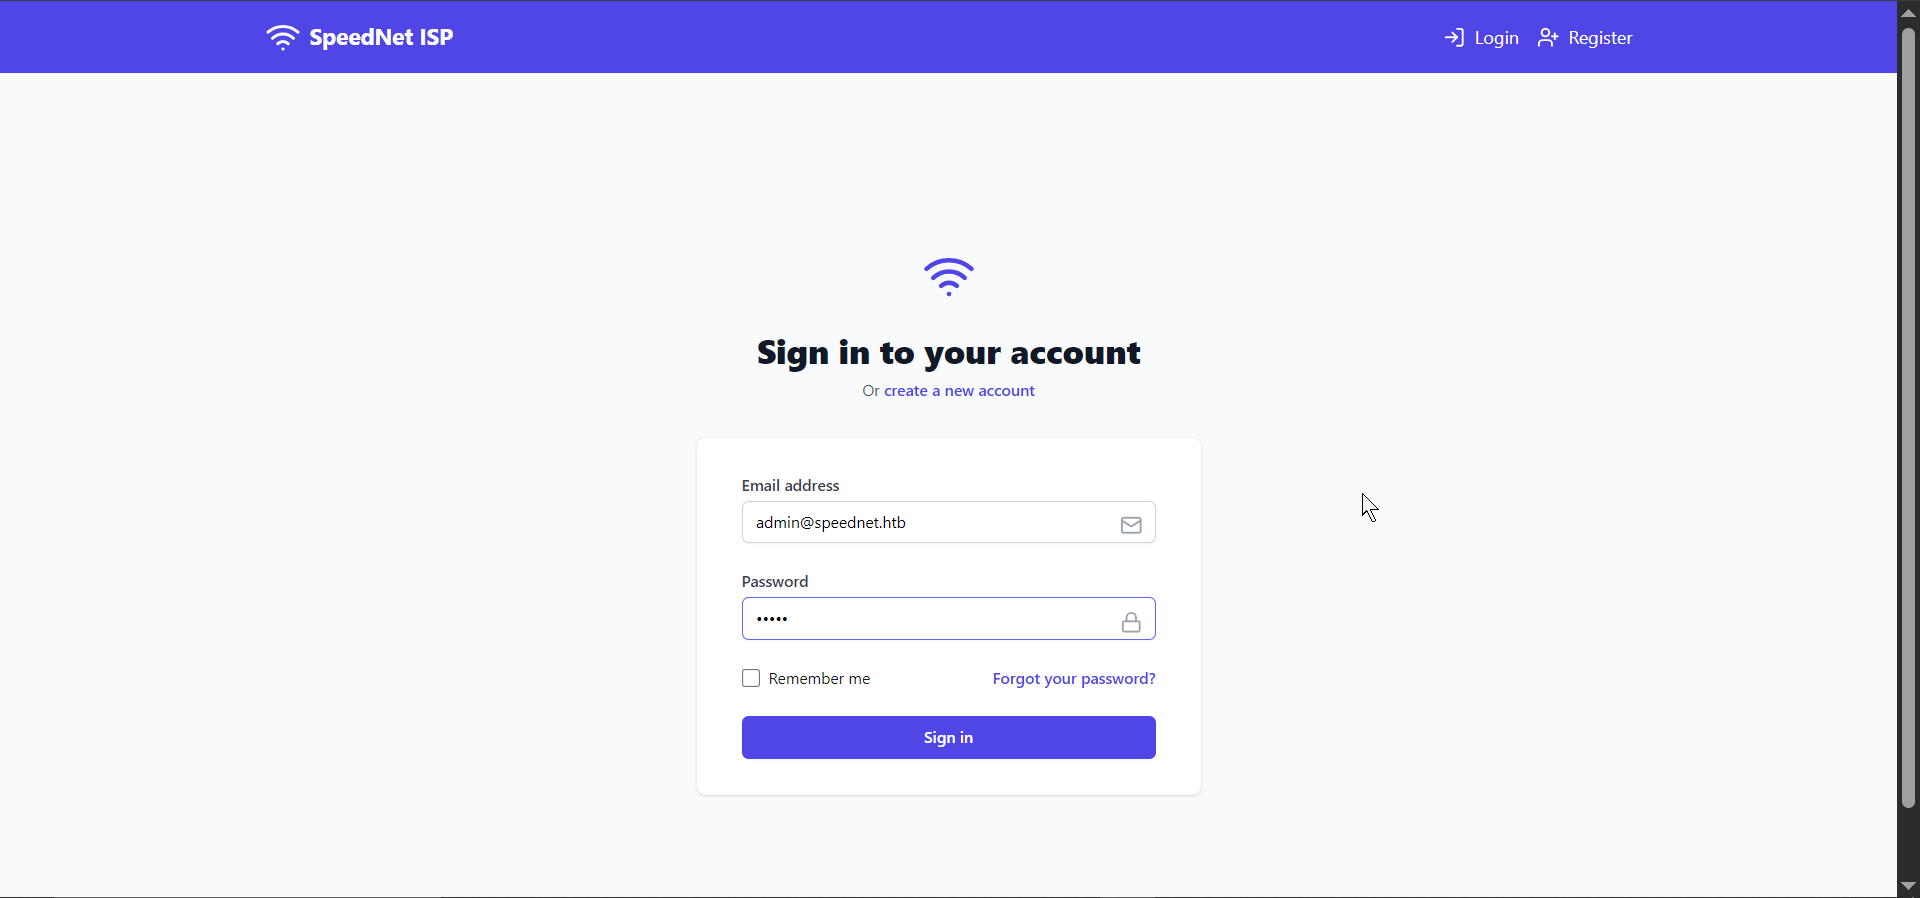 SpeedNet ISP
Login
Register
Sign in to your account
Or create a new account
Email address
admin@speednet.htb
Password
•••••
Remember me
Forgot your password?
Sign in